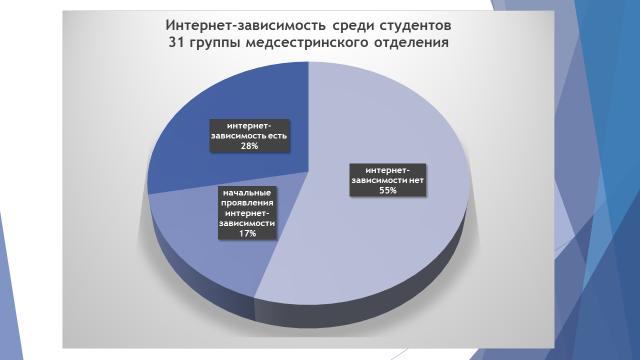 Интернет-зависимость среди студентов
31 группы медсестринского отделения
интернет-
зависимость есть
28%
интернет-
зависимости нет
55%
начальные
проявления
интернет-
зависимости
17%